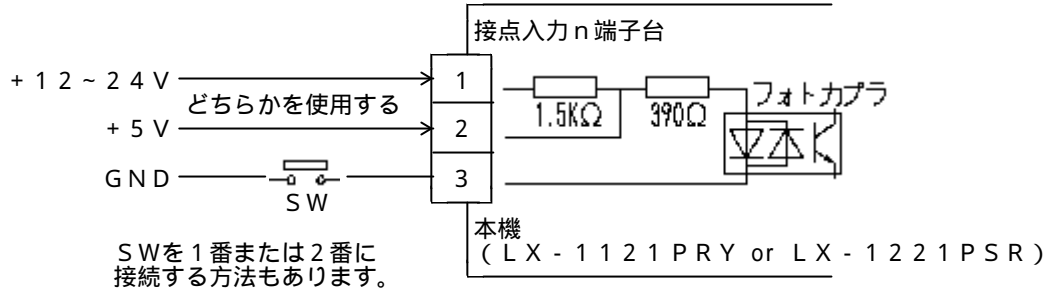 接点入力ｎ端子台
＋１２～２４Ｖ
どちらかを使用する
＋５Ｖ
ＧＮＤ
ＳＷ
1
2
3
1.5KΩ
390Ω
フォトカプラ
ＳＷを１番または２番に
接続する方法もあります。
本機
（ＬＸ－１１２１ＰＲＹ or ＬＸ－１２２１ＰＳＲ）